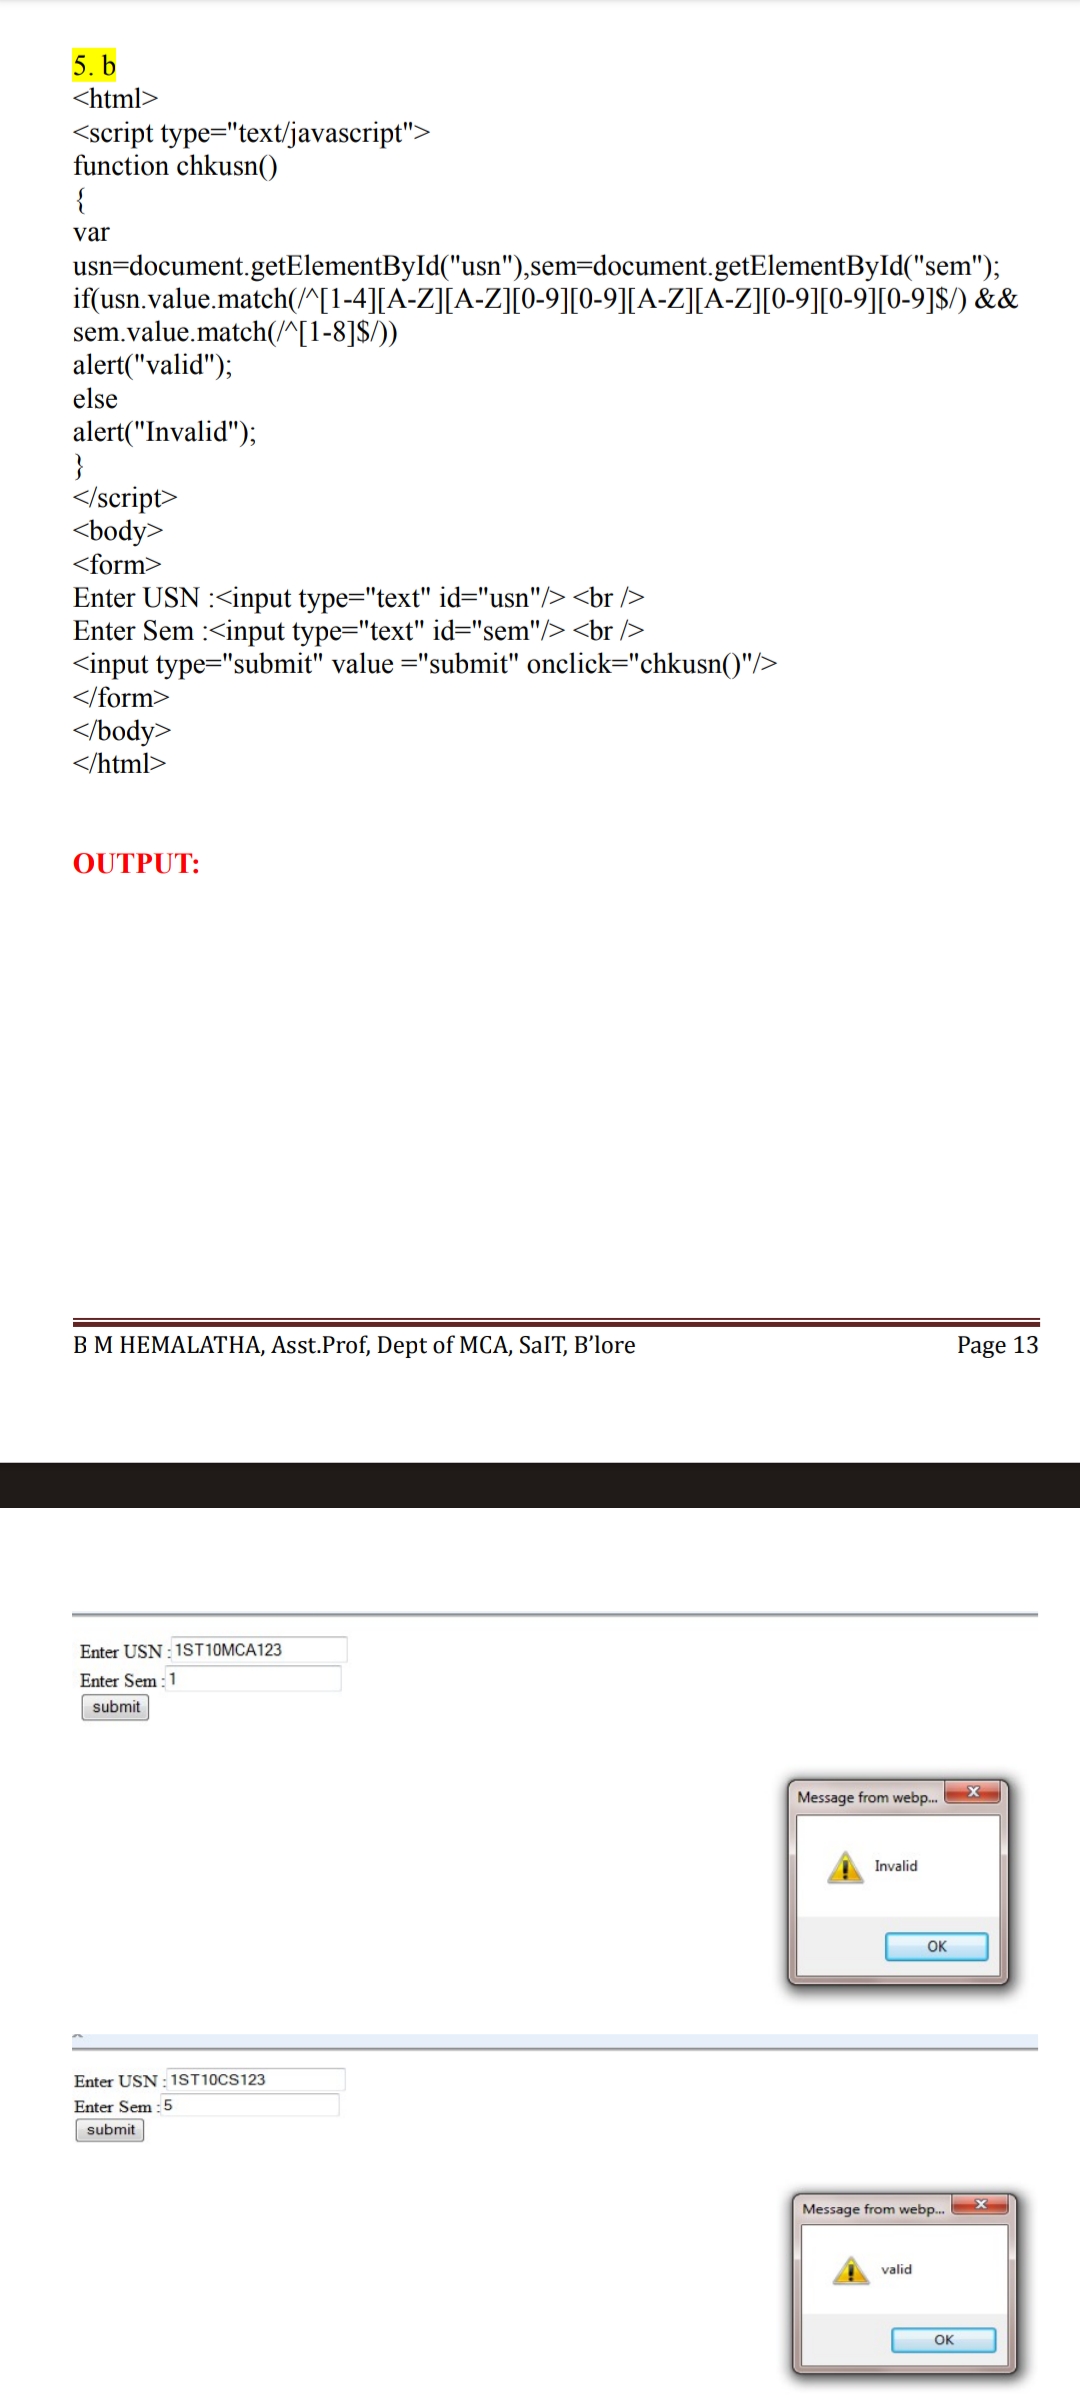 5. b
<html>
<script type="text/javascript">
function chkusn()
{
var
usn=document.getElementById("usn"),sem=document.getElementById("sem");
if(usn.value.match(/^[1-4][A-Z][A-Z][0-9][0-9][A-Z][A-Z][0-9][0-9][0-9]$/) &&
sem.value.match(/^[1-8]$/))
alert("valid");
else
alert("Invalid");
}
</script>
<body>
<form>
Enter USN :<input type="text" id="usn"/> <br />
Enter Sem :<input type="text" id="sem"/> <br />
<input type="submit" value ="submit" onclick="chkusn()"/>
</form>
</body>
</html>
OUTPUT:
B M HEMALATHA, Asst.Prof, Dept of MCA, SaIT, B’lore Page 13
Enter USN : 1ST10MCA123
Enter Sem : 1
submit
Message from webp... x
Invalid
OK
Enter USN : 1ST10CS123
Enter Sem : 5
submit
Message from webp... x
valid
OK